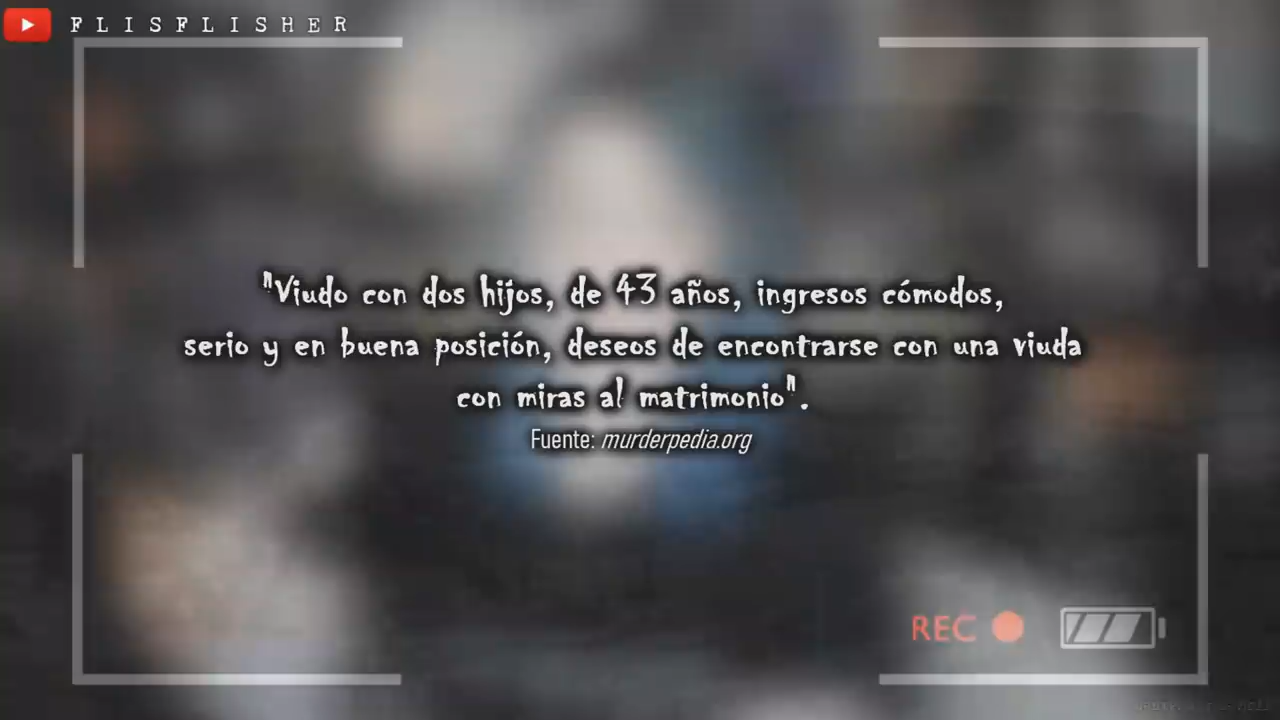 FLISFLISHER
"Viudo con dos hijos, de 43 años, ingresos cómodos,
serio y en buena posición, deseos de encontrarse con una viuda
con miras al matrimonio".
Fuente: murderpedia.org
REC